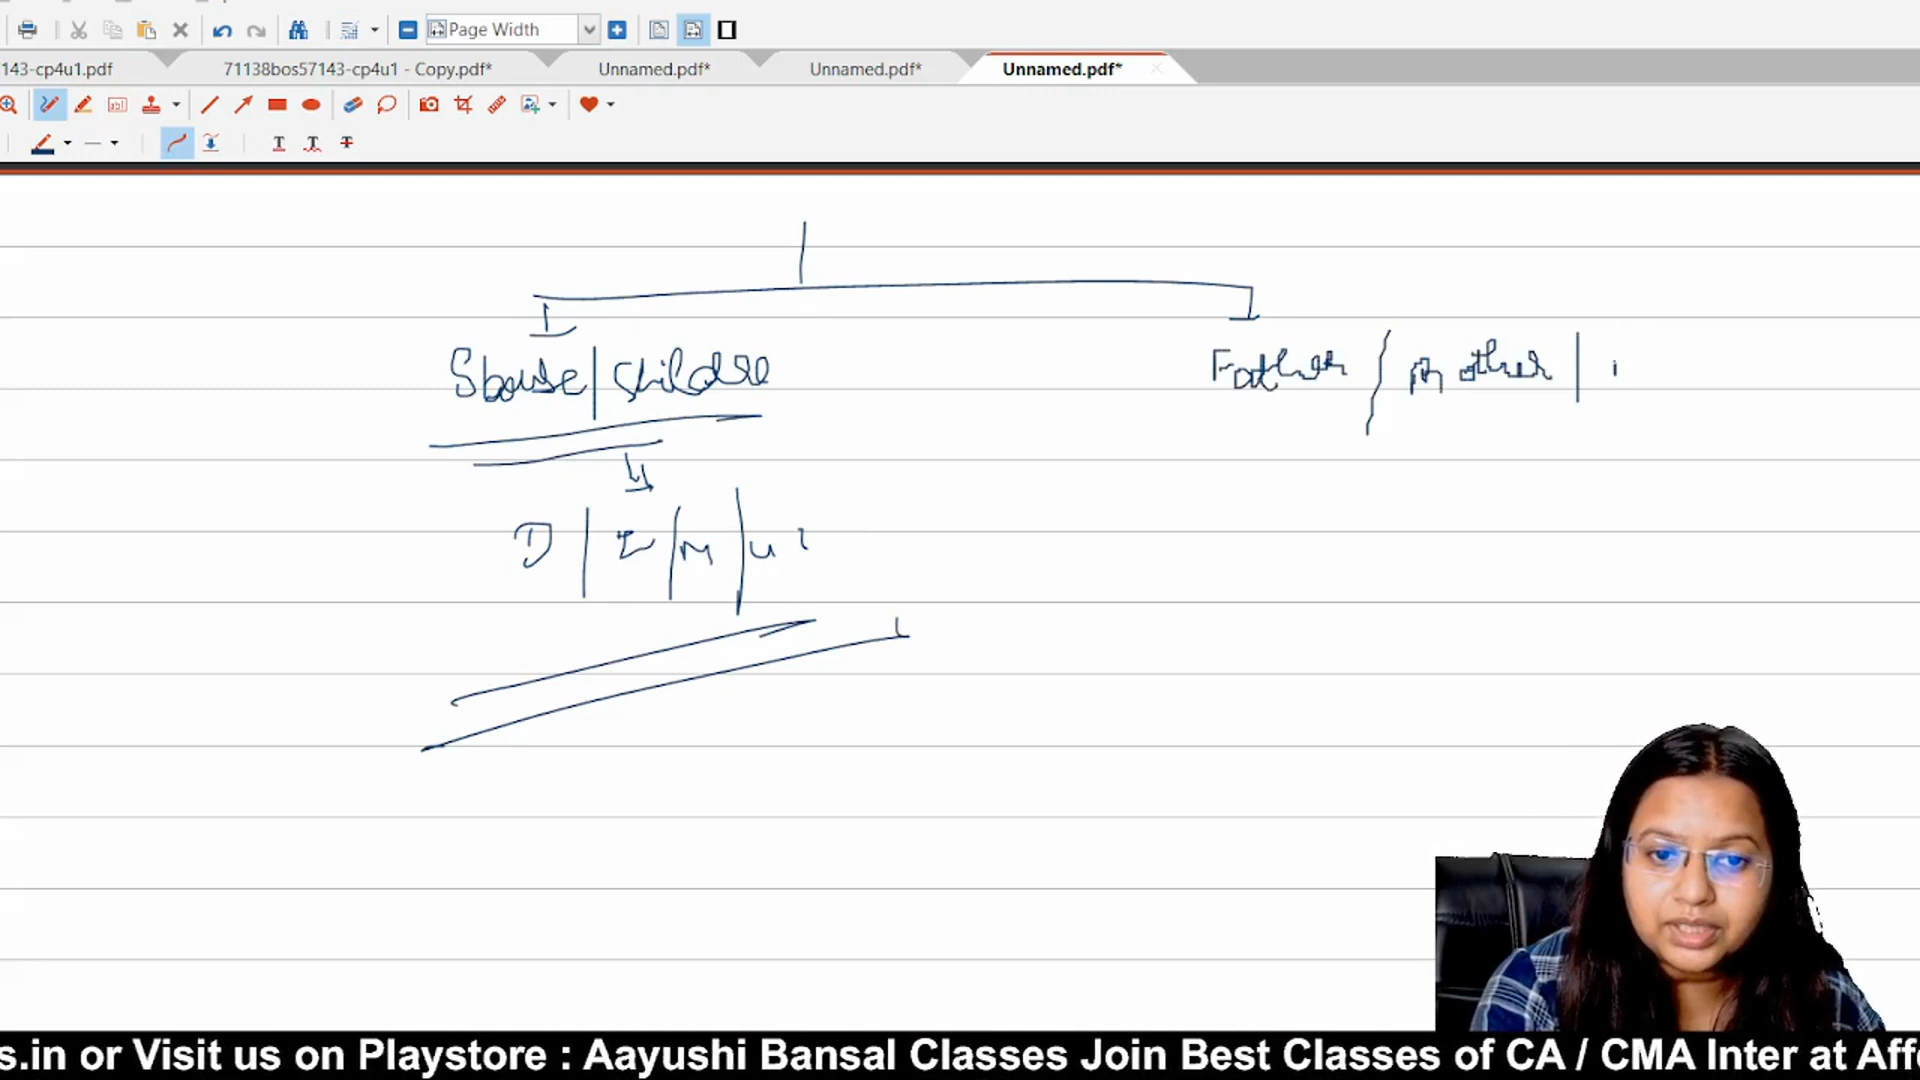 Page Width
143-cp4u1.pdf
71138bos57143-cp4u1 - Copy.pdf*
Unnamed.pdf*
Unnamed.pdf*
Unnamed.pdf*
Spouse | Childre
Father / Mother |
D | I | M | U
s.in or Visit us on Playstore : Aayushi Bansal Classes Join Best Classes of CA / CMA Inter at Aff